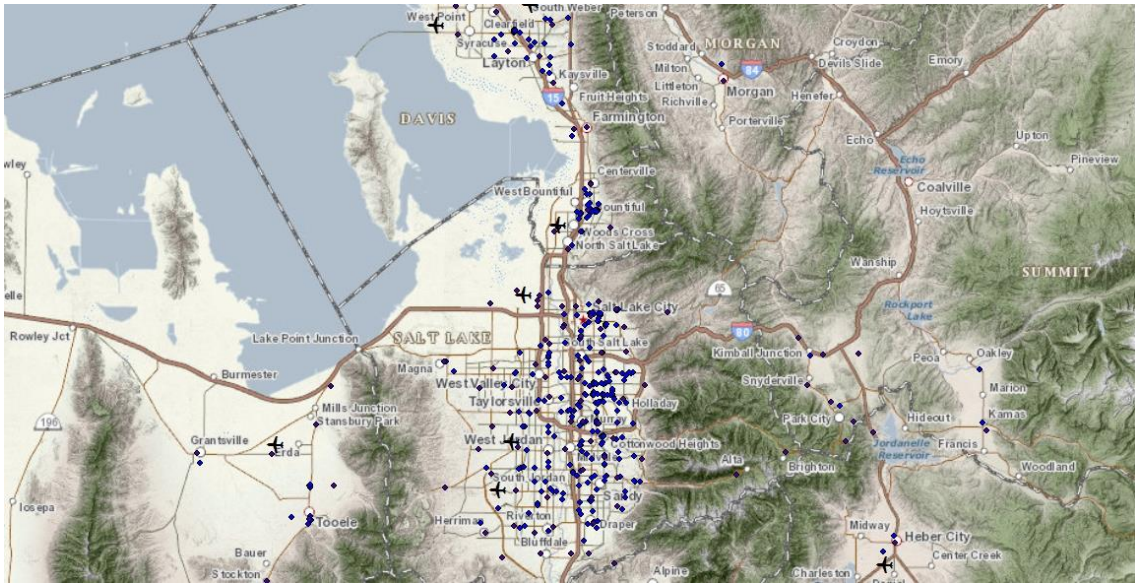 Peterson
South Weber
West Point
Clearfield
Syracuse
Layton
Kaysville
Fruit Heights
15
Farmington
DAVIS
Stoddard
MORGAN
Croydon
Devils Slide
Milton
84
Emory
Littleton
Morgan
Henefer
Richville
Porterville
Echo
Upton
Echo
Reservoir
Pineview
Coalville
Hoytsville
Centerville
West Bountiful
Woods Cross
North Salt Lake
Wanship
SUMMIT
65
Rockport
Lake
Salt Lake City
Rowley Jct
Lake Point Junction
SALT LAKE
South Salt Lake
80
Kimball Junction
Peoa
Oakley
Magna
Burmester
West Valley City
Snyderville
Marion
Taylorsville
Holladay
Mills Junction
Stansbury Park
Park City
Hideout
Kamas
196
Grantsville
Erda
West Jordan
Cottonwood Heights
Jordanelle
Reservoir
Francis
Alta
Brighton
Woodland
South Jordan
Sandy
Iosepa
Tooele
Herriman
Riverton
Draper
Midway
Heber City
Bluffdale
Bauer
Stockton
Center Creek
Alpine
Charleston